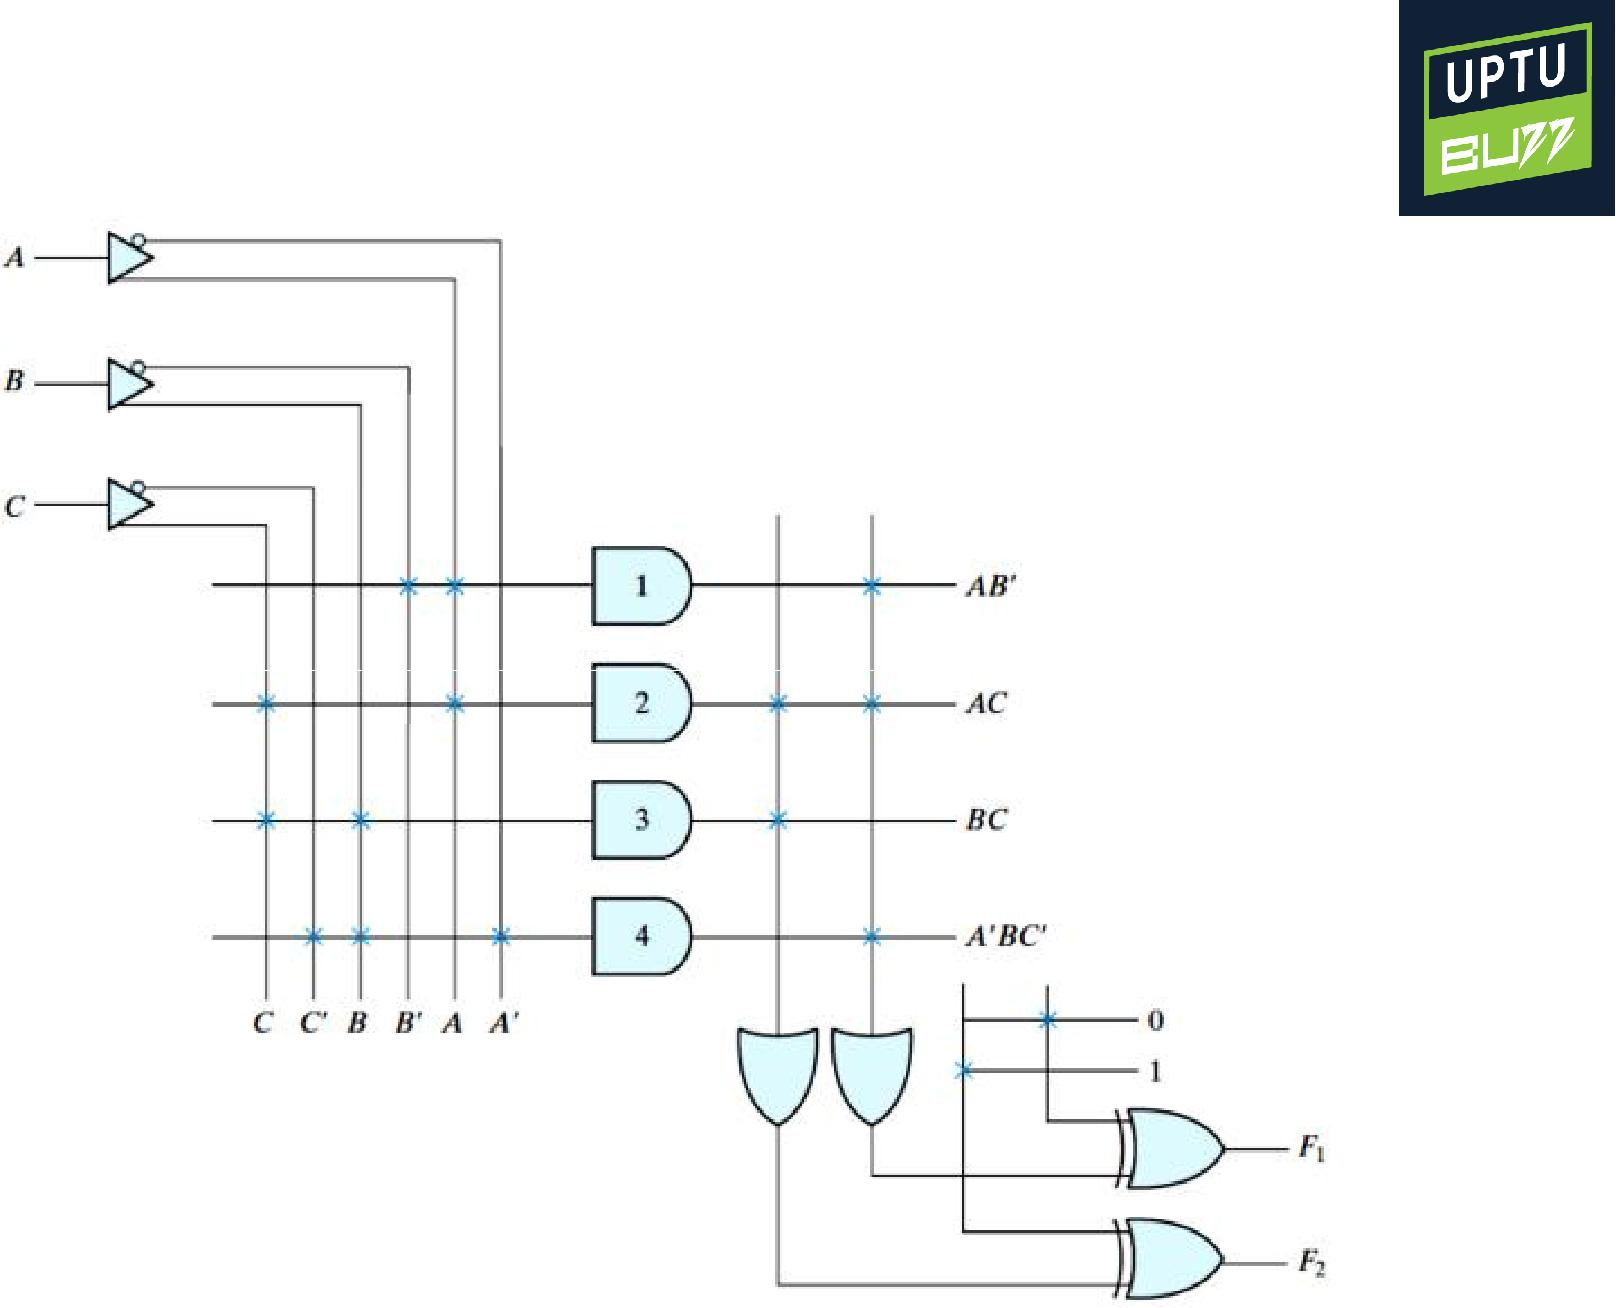 UPTU
BUZZ
A
B
C
1 AB'
2 AC
3 BC
4 A'BC'
C C' B B' A A'
0
1
F1
F2